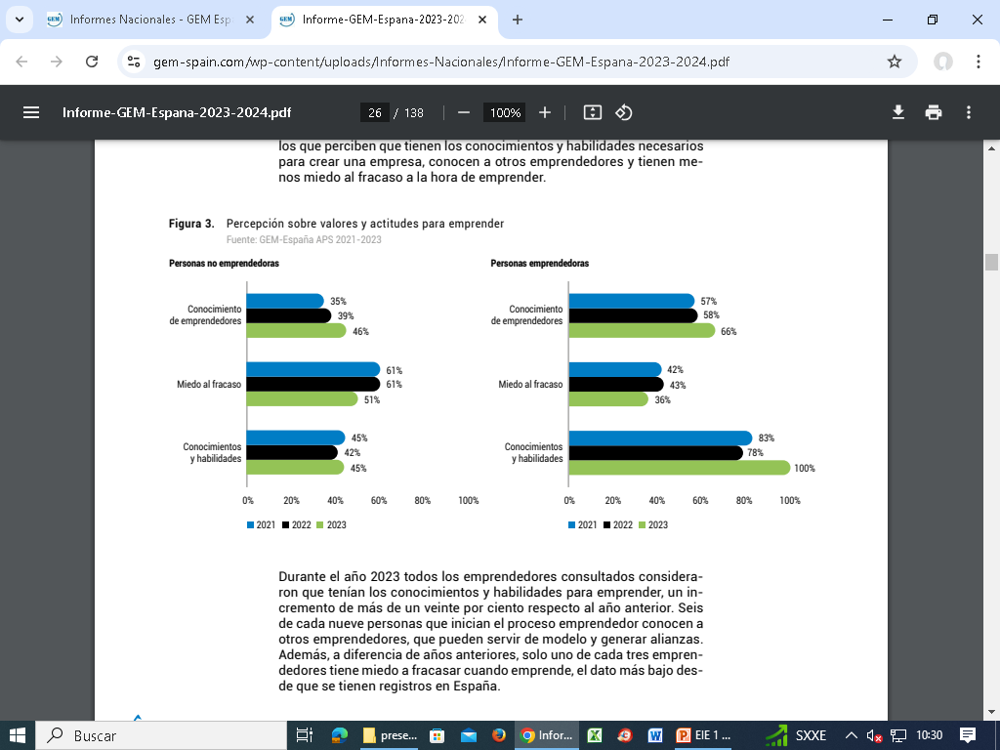 Informes Nacionales - GEM Esp
Informe-GEM-Espana-2023-202
gem-spain.com/wp-content/uploads/Informes-Nacionales/Informe-GEM-Espana-2023-2024.pdf
Informe-GEM-Espana-2023-2024.pdf
26 / 138
100%
los que perciben que tienen los conocimientos y habilidades necesarios
para crear una empresa, conocen a otros emprendedores y tienen me-
nos miedo al fracaso a la hora de emprender.
Figura 3. Percepción sobre valores y actitudes para emprender
Fuente: GEM-España APS 2021-2023
Personas no emprendedoras
Conocimiento
de emprendedores
35%
39%
46%
Miedo al fracaso
61%
61%
51%
Conocimientos
y habilidades
45%
42%
45%
0% 20% 40% 60% 80% 100%
2021 2022 2023
Personas emprendedoras
Conocimiento
de emprendedores
57%
58%
66%
Miedo al fracaso
42%
43%
36%
Conocimientos
y habilidades
83%
78%
100%
0% 20% 40% 60% 80% 100%
2021 2022 2023
Durante el año 2023 todos los emprendedores consultados considera-
ron que tenían los conocimientos y habilidades para emprender, un in-
cremento de más de un veinte por ciento respecto al año anterior. Seis
de cada nueve personas que inician el proceso emprendedor conocen a
otros emprendedores, que pueden servir de modelo y generar alianzas.
Además, a diferencia de años anteriores, solo uno de cada tres empren-
dedores tiene miedo a fracasar cuando emprende, el dato más bajo des-
de que se tienen registros en España.
Buscar
prese...
Infor...
EIE 1 ...
SXXE
10:30